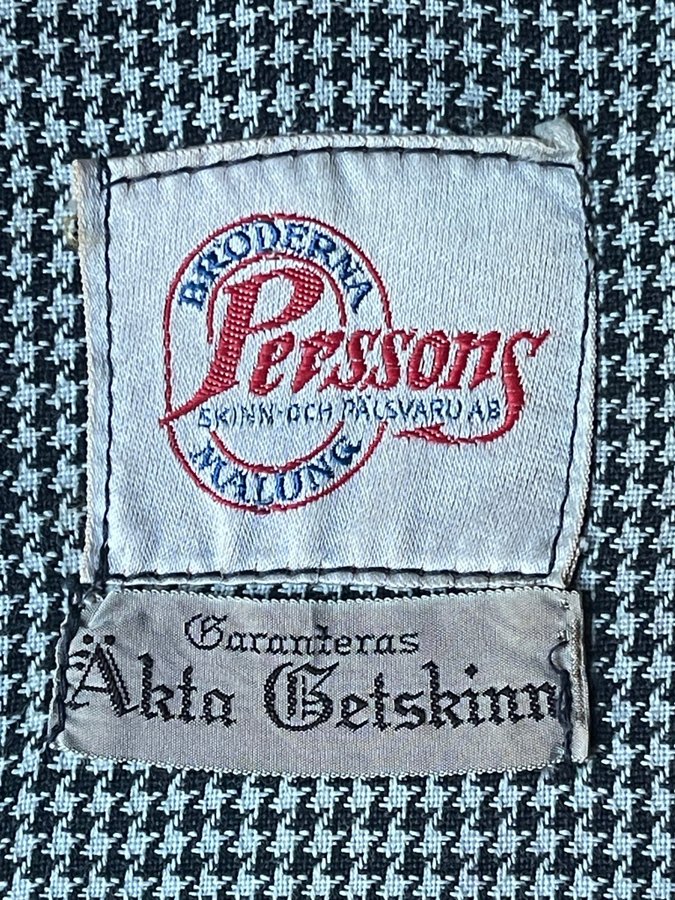 BRÖDERNA
Perssons
SKINN-OCH PÄLSVARU AB
MALUNG
Garanteras
Äkta Getskinn